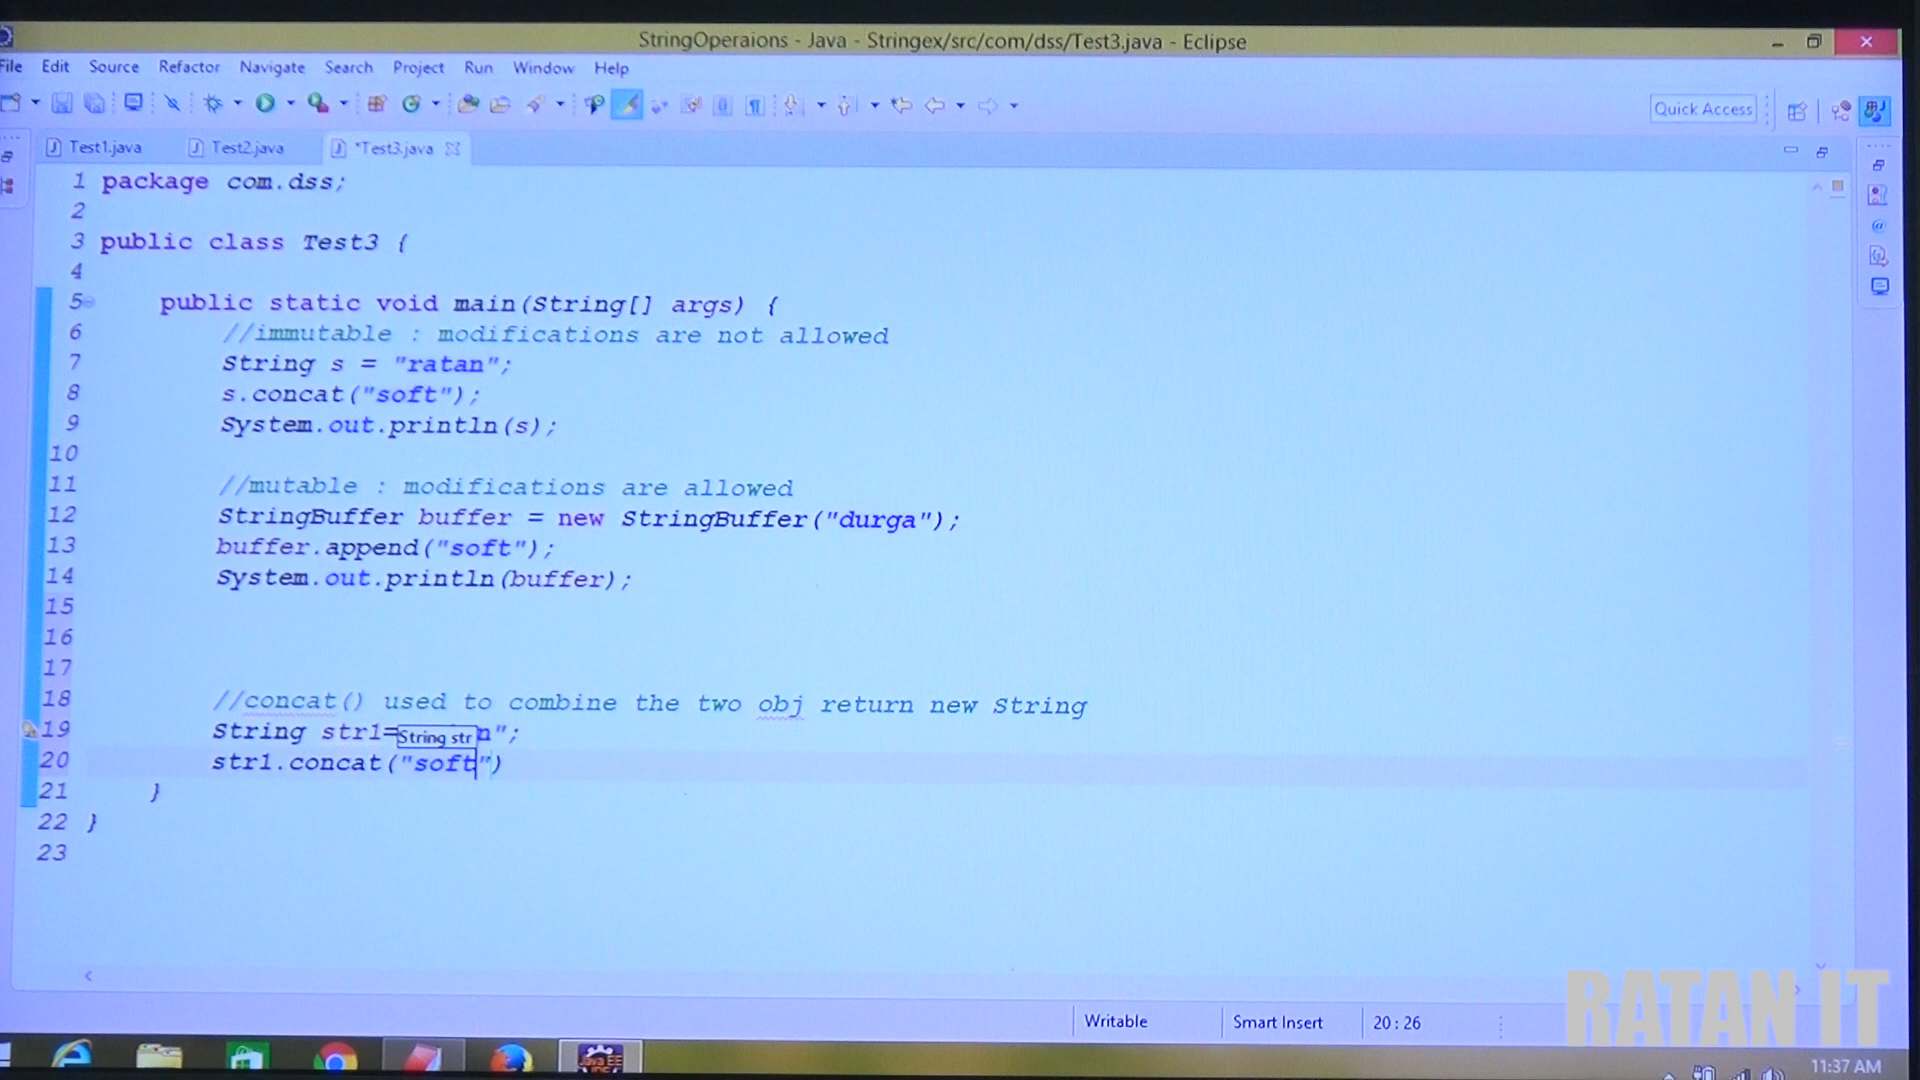 StringOperaions - Java - Stringex/src/com/dss/Test3.java - Eclipse
File Edit Source Refactor Navigate Search Project Run Window Help
Quick Access
Test1.java Test2.java *Test3.java
1 package com.dss;
2
3 public class Test3 {
4
5 public static void main(String[] args) {
6 //immutable : modifications are not allowed
7 String s = "ratan";
8 s.concat("soft");
9 System.out.println(s);
10
11 //mutable : modifications are allowed
12 StringBuffer buffer = new StringBuffer("durga");
13 buffer.append("soft");
14 System.out.println(buffer);
15
16
17
18 //concat() used to combine the two obj return new String
19 String str1= n";
String str
20 str1.concat("soft")
21 }
22 }
23
Writable Smart Insert 20 : 26
RATAN IT
Java EE
11:37 AM